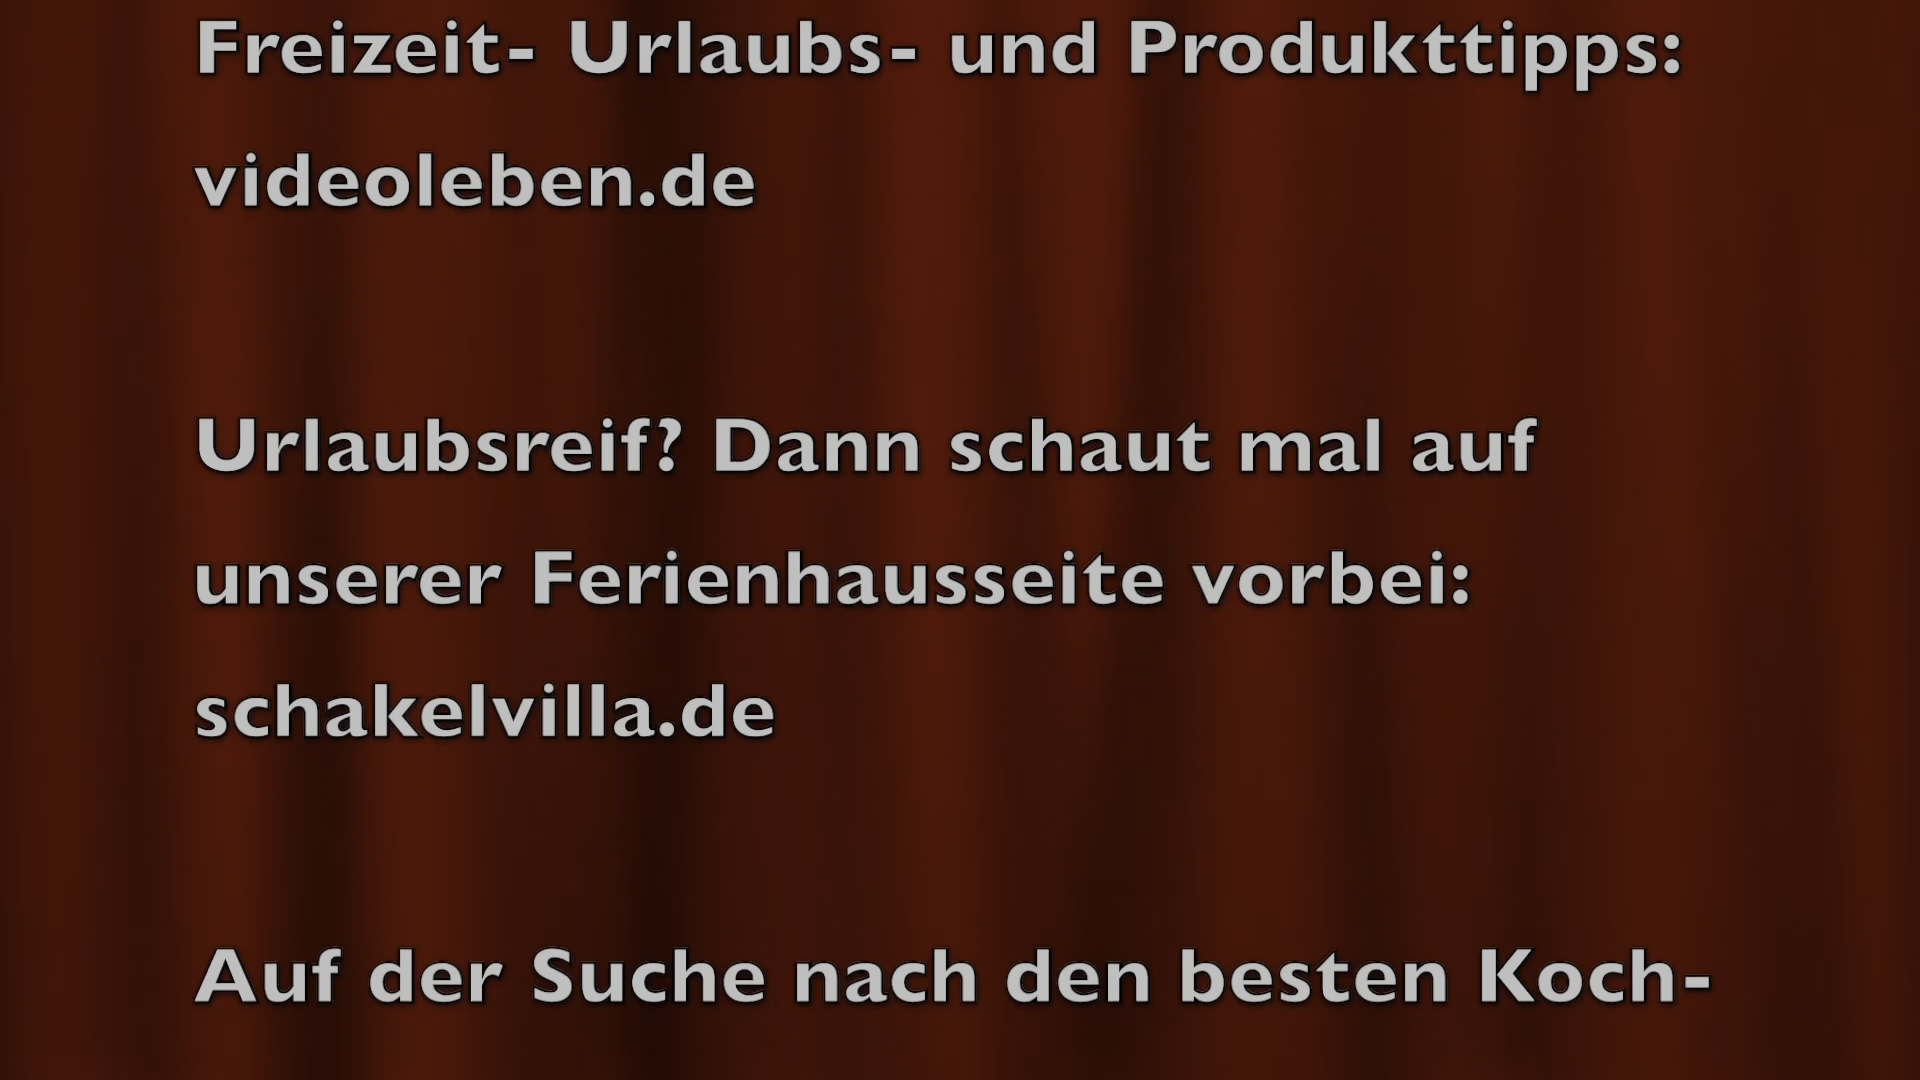 Freizeit- Urlaubs- und Produkttipps:
videoleben.de
Urlaubsreif? Dann schaut mal auf
unserer Ferienhausseite vorbei:
schakelvilla.de
Auf der Suche nach den besten Koch-